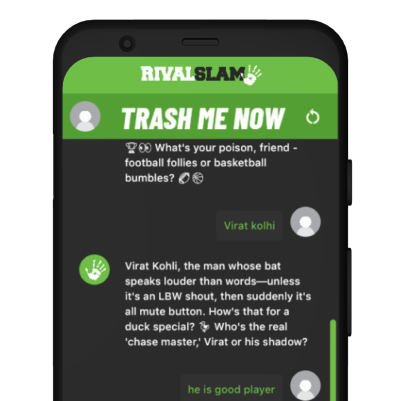 RIVALSLAM
TRASH ME NOW
🏆👀 What's your poison, friend -
football follies or basketball
bumbles? 🏈🏀
Virat kolhi
Virat Kohli, the man whose bat
speaks louder than words—unless
it's an LBW shout, then suddenly it's
all mute button. How's that for a
duck special? 🦆 Who's the real
'chase master,' Virat or his shadow?
he is good player